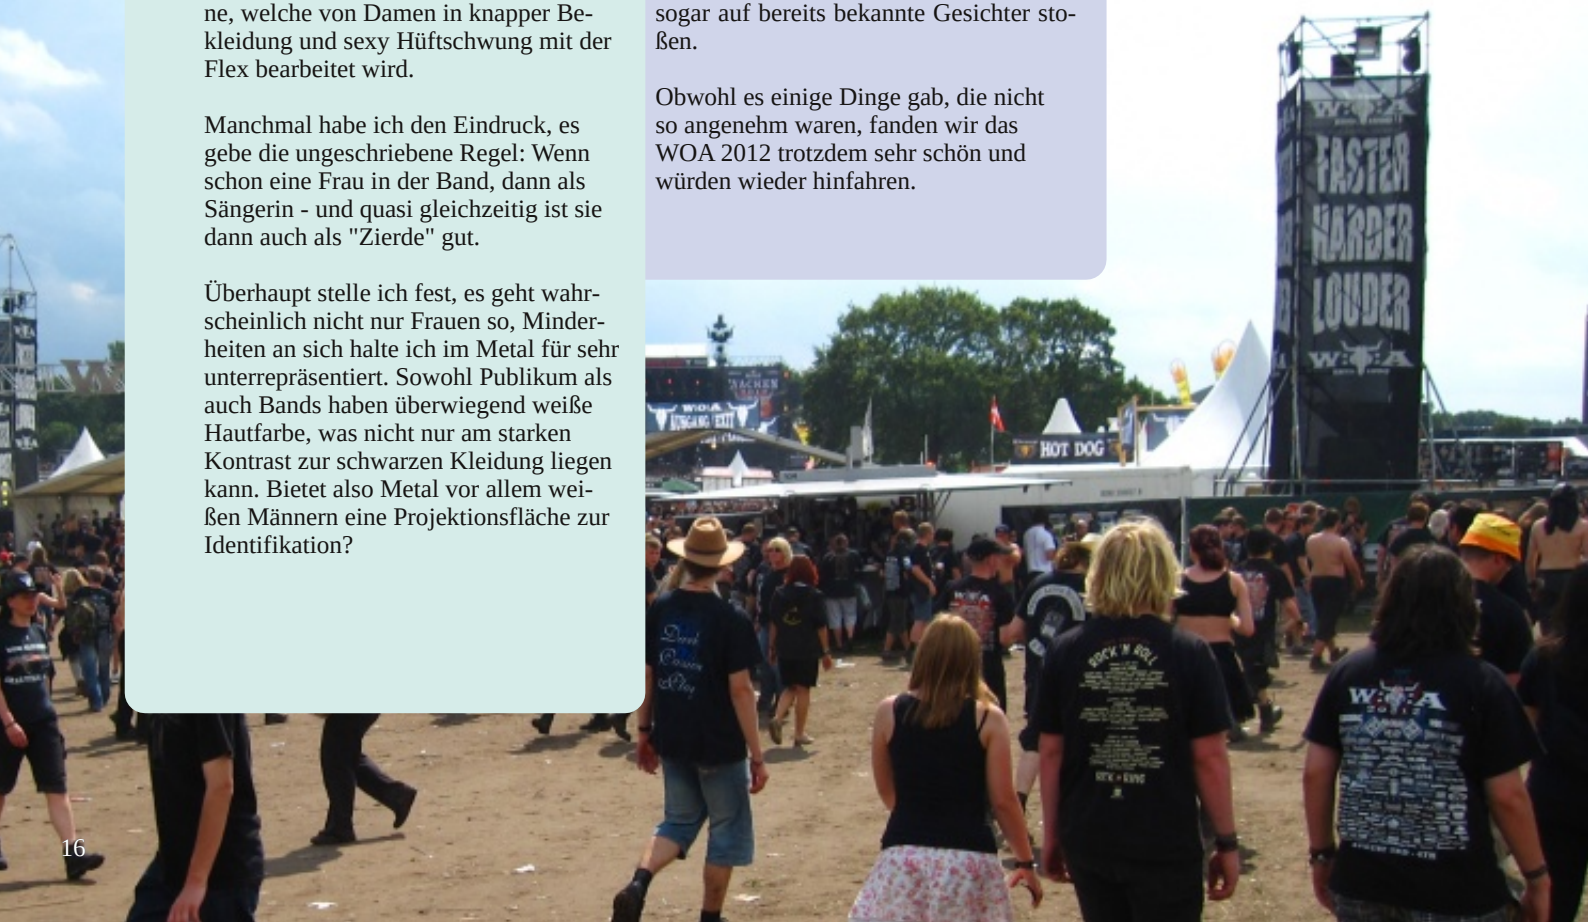 ne, welche von Damen in knapper Be-
kleidung und sexy Hüftschwung mit der
Flex bearbeitet wird.
Manchmal habe ich den Eindruck, es
gebe die ungeschriebene Regel: Wenn
schon eine Frau in der Band, dann als
Sängerin - und quasi gleichzeitig ist sie
dann auch als "Zierde" gut.
Überhaupt stelle ich fest, es geht wahr-
scheinlich nicht nur Frauen so, Minder-
heiten an sich halte ich im Metal für sehr
unterrepräsentiert. Sowohl Publikum als
auch Bands haben überwiegend weiße
Hautfarbe, was nicht nur am starken
Kontrast zur schwarzen Kleidung liegen
kann. Bietet also Metal vor allem wei-
ßen Männern eine Projektionsfläche zur
Identifikation?
sogar auf bereits bekannte Gesichter sto-
ßen.
Obwohl es einige Dinge gab, die nicht
so angenehm waren, fanden wir das
WOA 2012 trotzdem sehr schön und
würden wieder hinfahren.
W:O:A
FASTER
HARDER
LOUDER
W:O:A
W:O:A
AUSGANG/EXIT
HOT DOG
ROCK'N ROLL
W:O:A
16